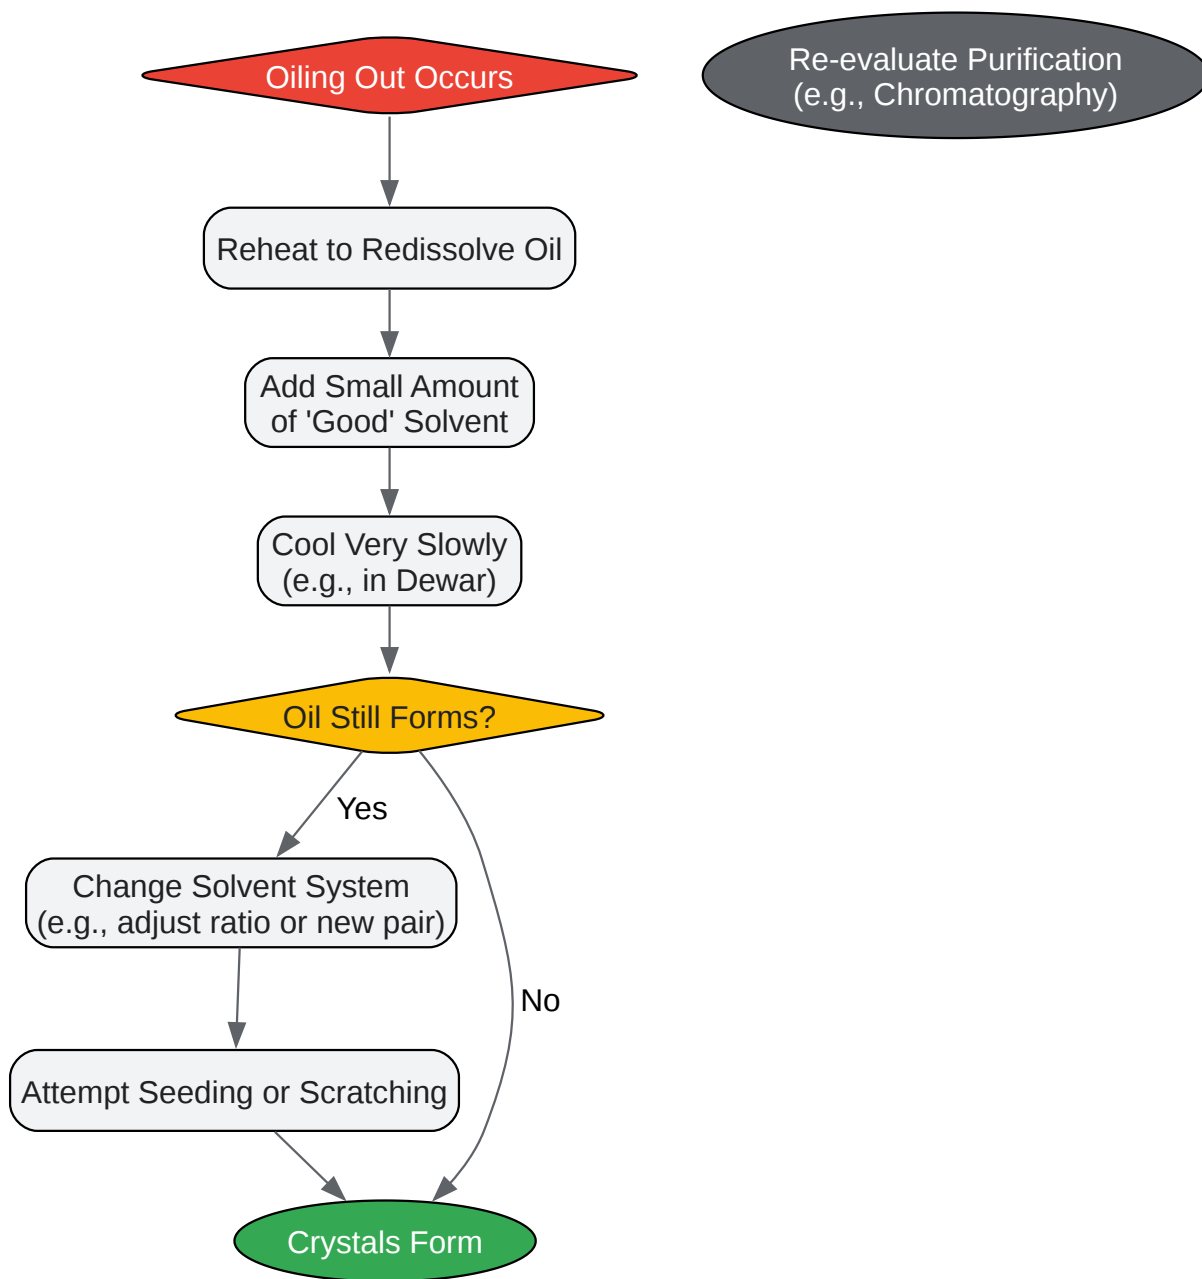 Oiling Out Occurs
Re-evaluate Purification
(e.g., Chromatography)
Reheat to Redissolve Oil
Add Small Amount
of 'Good' Solvent
Cool Very Slowly
(e.g., in Dewar)
Oil Still Forms?
Yes
Change Solvent System
(e.g., adjust ratio or new pair)
No
Attempt Seeding or Scratching
Crystals Form